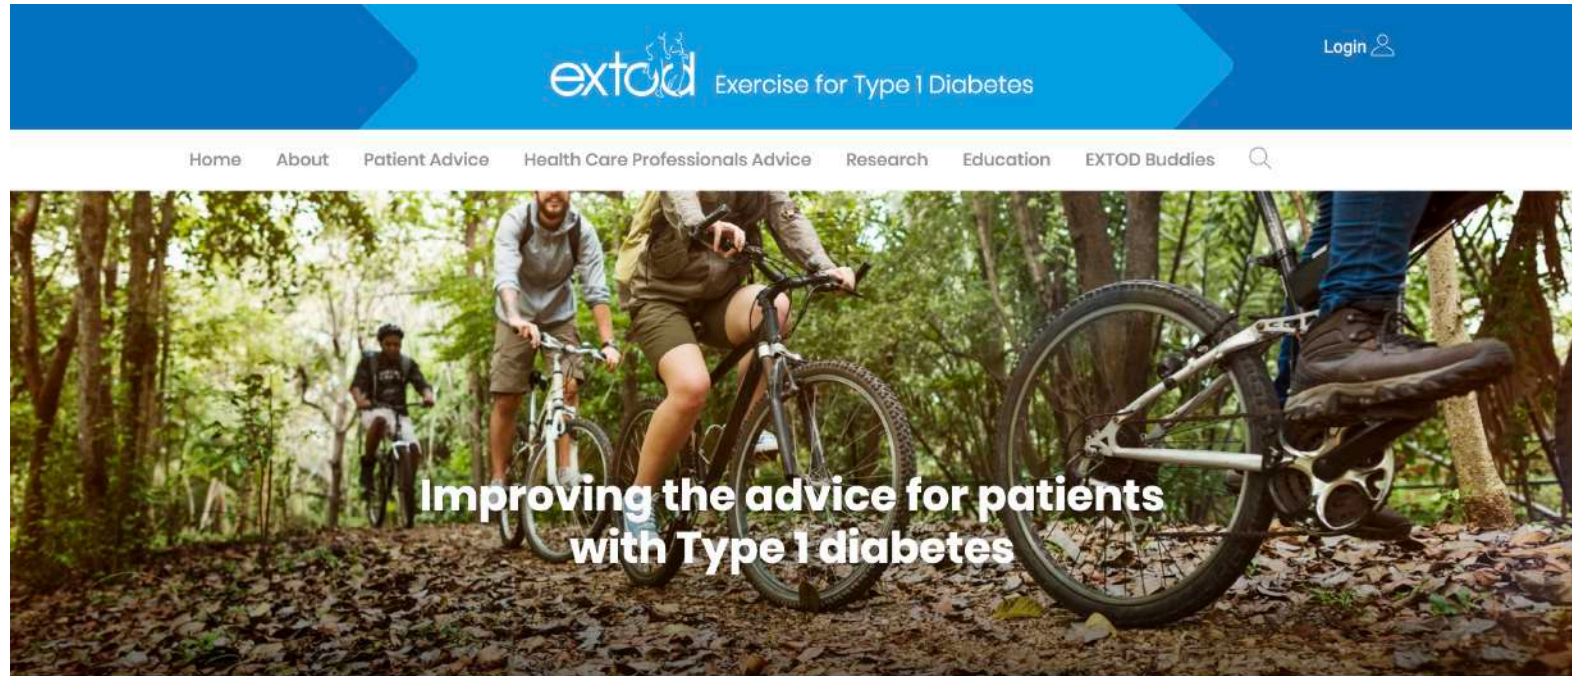 extod Exercise for Type 1 Diabetes
Login
Home About Patient Advice Health Care Professionals Advice Research Education EXTOD Buddies
Improving the advice for patients
with Type 1 diabetes